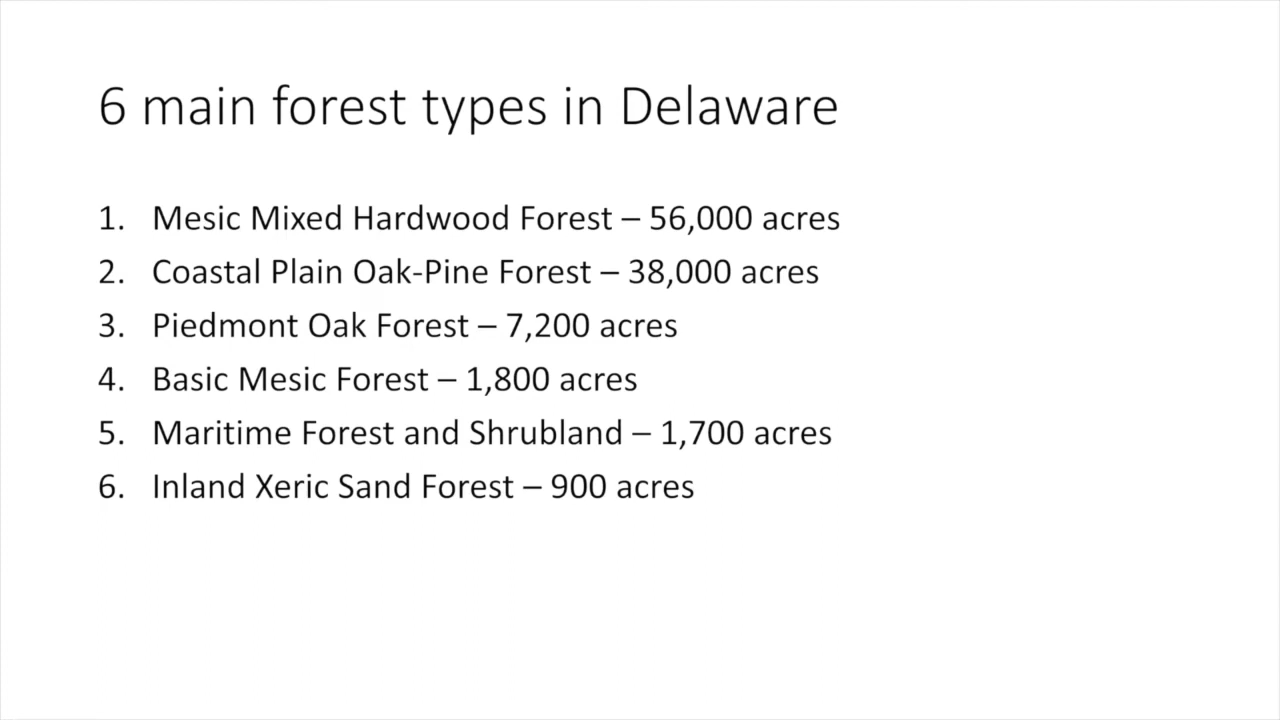 6 main forest types in Delaware
1. Mesic Mixed Hardwood Forest – 56,000 acres
2. Coastal Plain Oak-Pine Forest – 38,000 acres
3. Piedmont Oak Forest – 7,200 acres
4. Basic Mesic Forest – 1,800 acres
5. Maritime Forest and Shrubland – 1,700 acres
6. Inland Xeric Sand Forest – 900 acres